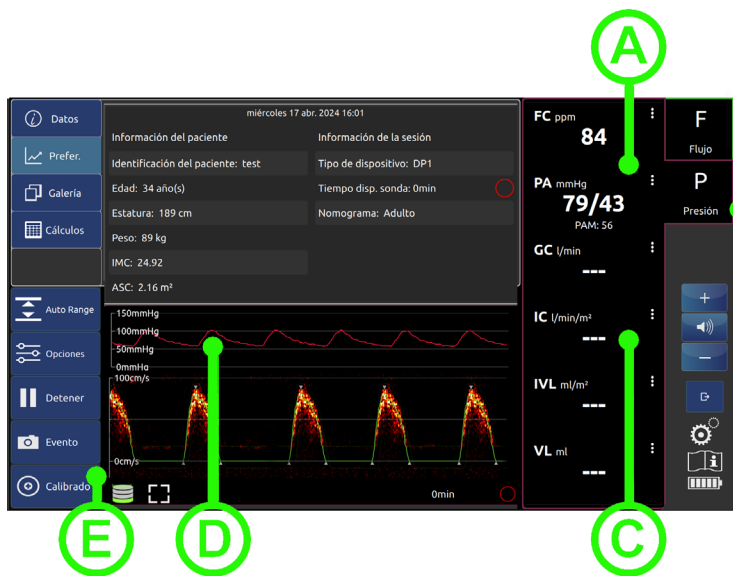 A
miércoles 17 abr. 2024 16:01
Datos
Prefer.
Galería
Cálculos
Información del paciente
Información de la sesión
Identificación del paciente: test
Tipo de dispositivo: DP1
Edad: 34 año(s)
Tiempo disp. sonda: 0min
Estatura: 189 cm
Nomograma: Adulto
Peso: 89 kg
IMC: 24.92
ASC: 2.16 m²
FC ppm
84
PA mmHg
79/43
PAM: 56
GC l/min
---
IC l/min/m²
---
IVL ml/m²
---
VL ml
---
F
Flujo
P
Presión
+
–
Auto Range
Opciones
Detener
Evento
Calibrado
150mmHg
100mmHg
50mmHg
0mmHg
100cm/s
0cm/s
0min
E
D
C